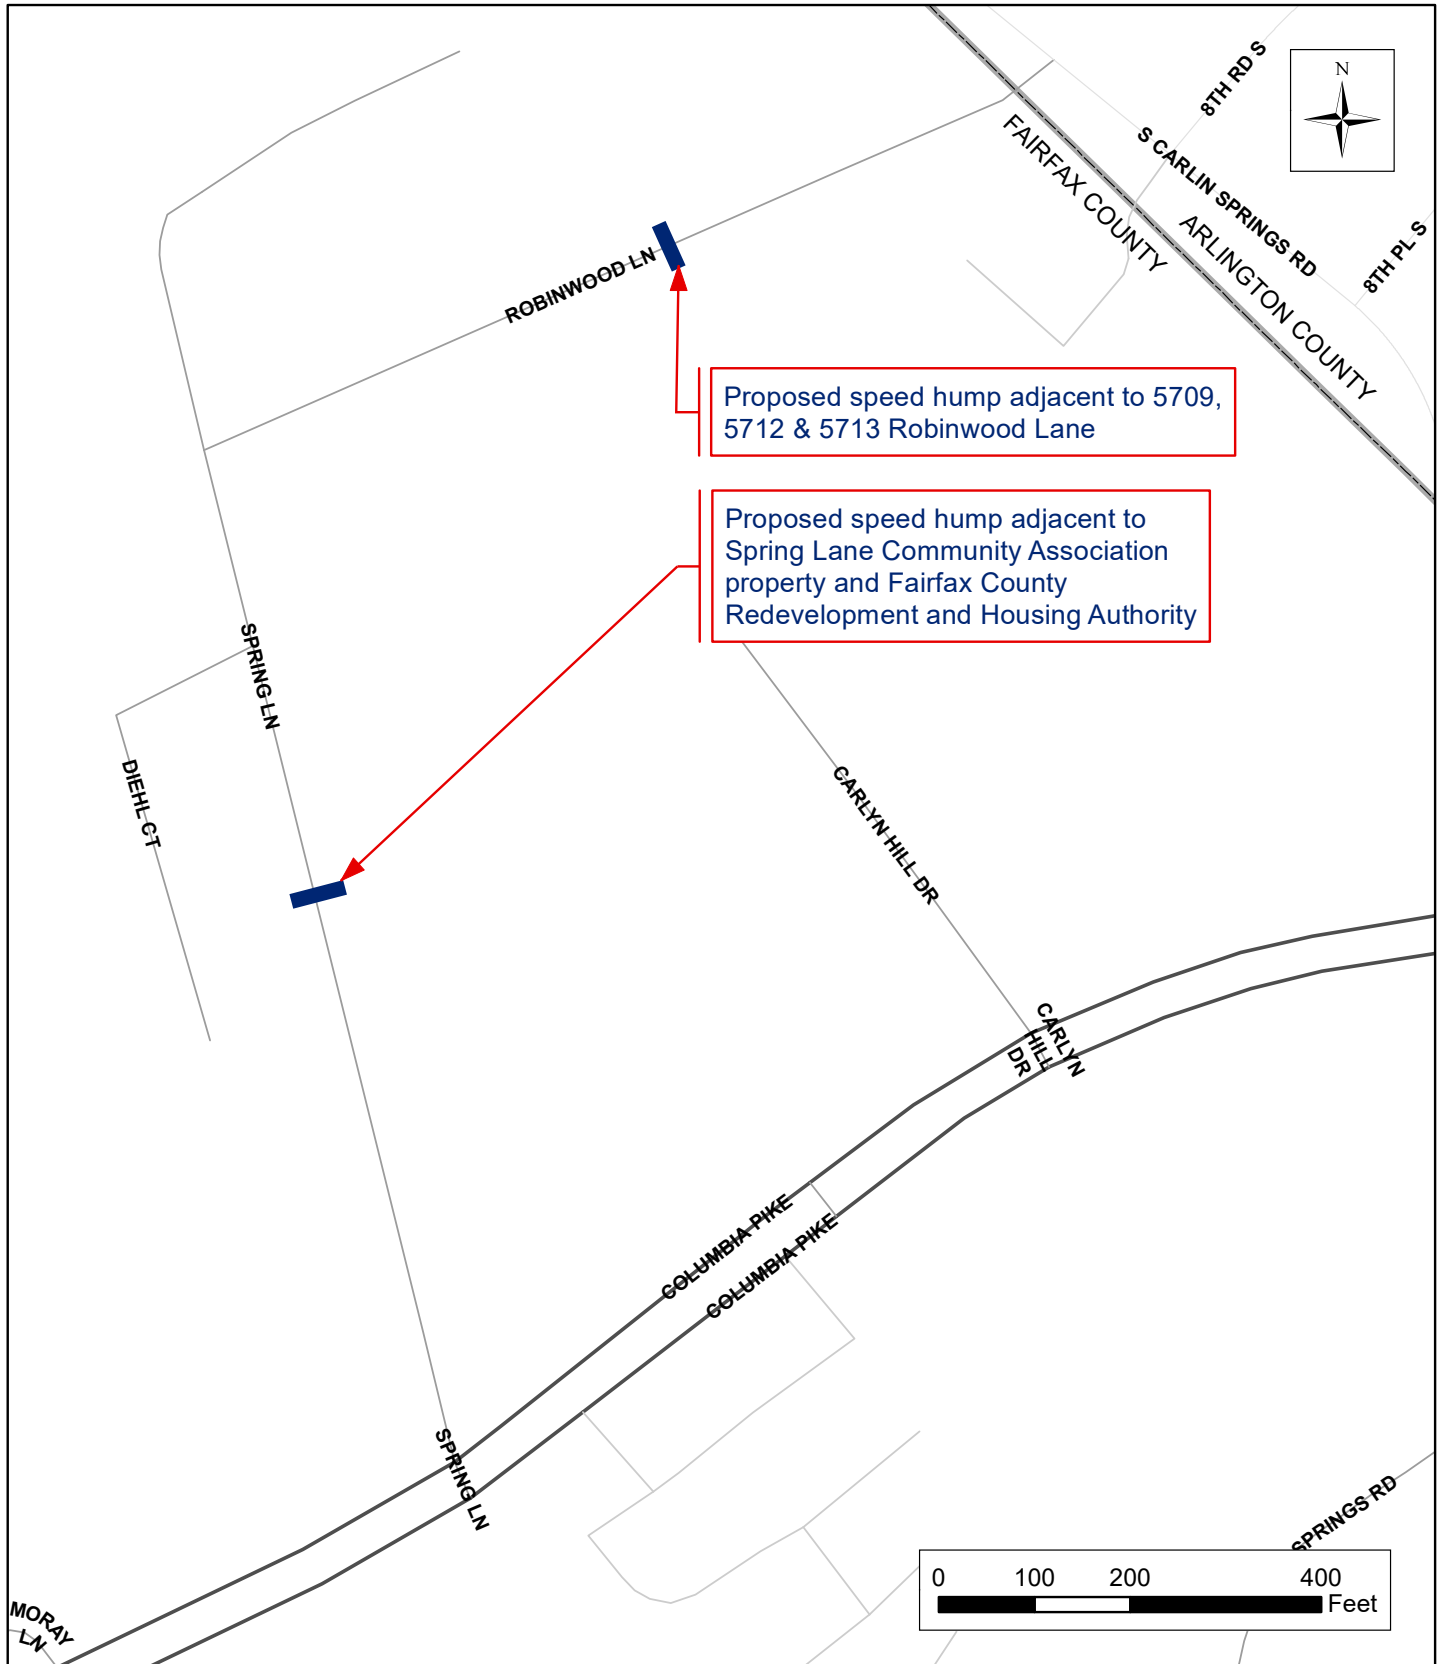 8TH RD S
N
S CARLIN SPRINGS RD
FAIRFAX COUNTY
ARLINGTON COUNTY
8TH PL S
ROBINWOOD LN
Proposed speed hump adjacent to 5709,
5712 & 5713 Robinwood Lane
Proposed speed hump adjacent to
Spring Lane Community Association
property and Fairfax County
Redevelopment and Housing Authority
SPRING LN
DIEHL CT
CARLYN HILL DR
CARLYN
HILL
DR
COLUMBIA PIKE
COLUMBIA PIKE
SPRING LN
SPRINGS RD
0 100 200 400
Feet
MORAY
LN